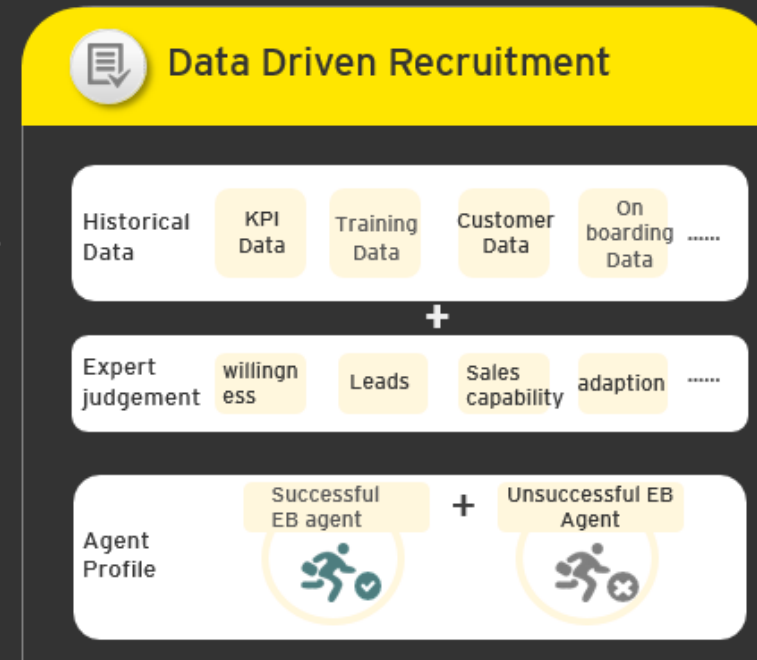 Data Driven Recruitment
Historical
Data
KPI
Data
Training
Data
Customer
Data
On
boarding
Data
......
+
Expert
judgement
willingn
ess
Leads
Sales
capability
adaption
......
Agent
Profile
Successful
EB agent
+
Unsuccessful EB
Agent